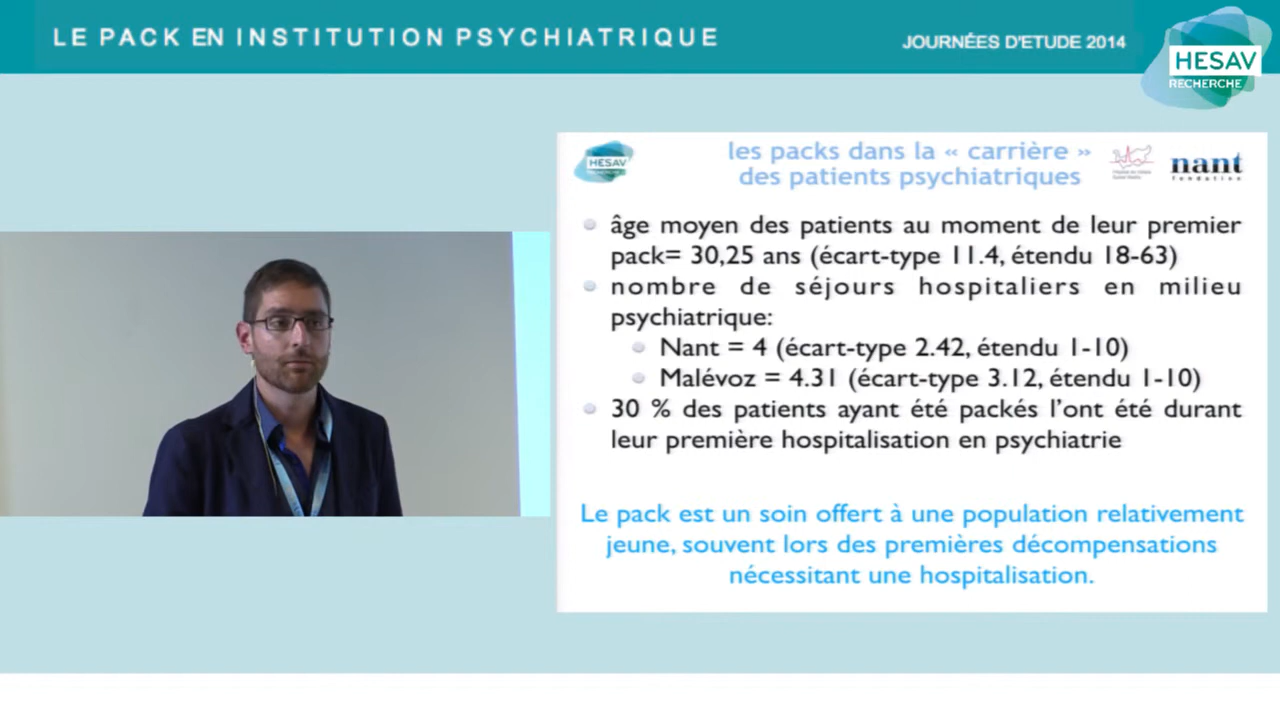 LE PACK EN INSTITUTION PSYCHIATRIQUE
JOURNÉES D'ETUDE 2014
HESAV
RECHERCHE
HESAV
les packs dans la « carrière »
des patients psychiatriques
nant
fondation
âge moyen des patients au moment de leur premier
pack= 30,25 ans (écart-type 11.4, étendu 18-63)
nombre de séjours hospitaliers en milieu
psychiatrique:
Nant = 4 (écart-type 2.42, étendu 1-10)
Malévoz = 4.31 (écart-type 3.12, étendu 1-10)
30 % des patients ayant été packés l'ont été durant
leur première hospitalisation en psychiatrie
Le pack est un soin offert à une population relativement
jeune, souvent lors des premières décompensations
nécessitant une hospitalisation.